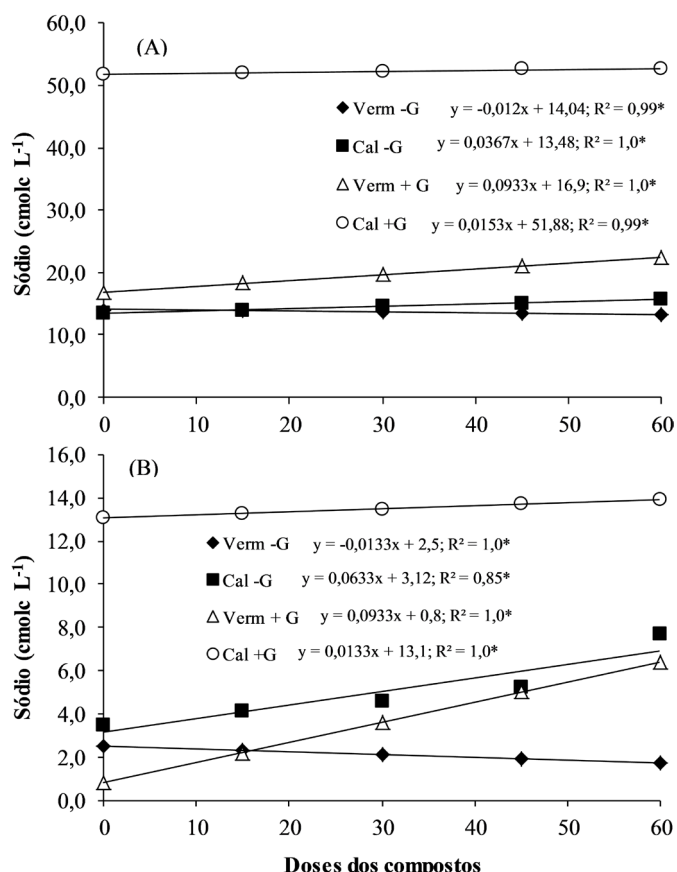 60,0
(A)
50,0
Verm -G y = -0,012x + 14,04; R² = 0,99*
40,0
Cal -G y = 0,0367x + 13,48; R² = 1,0*
Verm + G y = 0,0933x + 16,9; R² = 1,0*
30,0
Cal +G y = 0,0153x + 51,88; R² = 0,99*
20,0
10,0
0,0
0 10 20 30 40 50 60
Sódio (cmolc L⁻¹)
16,0
(B)
14,0
12,0
Verm -G y = -0,0133x + 2,5; R² = 1,0*
10,0
Cal -G y = 0,0633x + 3,12; R² = 0,85*
Verm + G y = 0,0933x + 0,8; R² = 1,0*
8,0
Cal +G y = 0,0133x + 13,1; R² = 1,0*
6,0
4,0
2,0
0,0
0 10 20 30 40 50 60
Sódio (cmolc L⁻¹)
Doses dos compostos